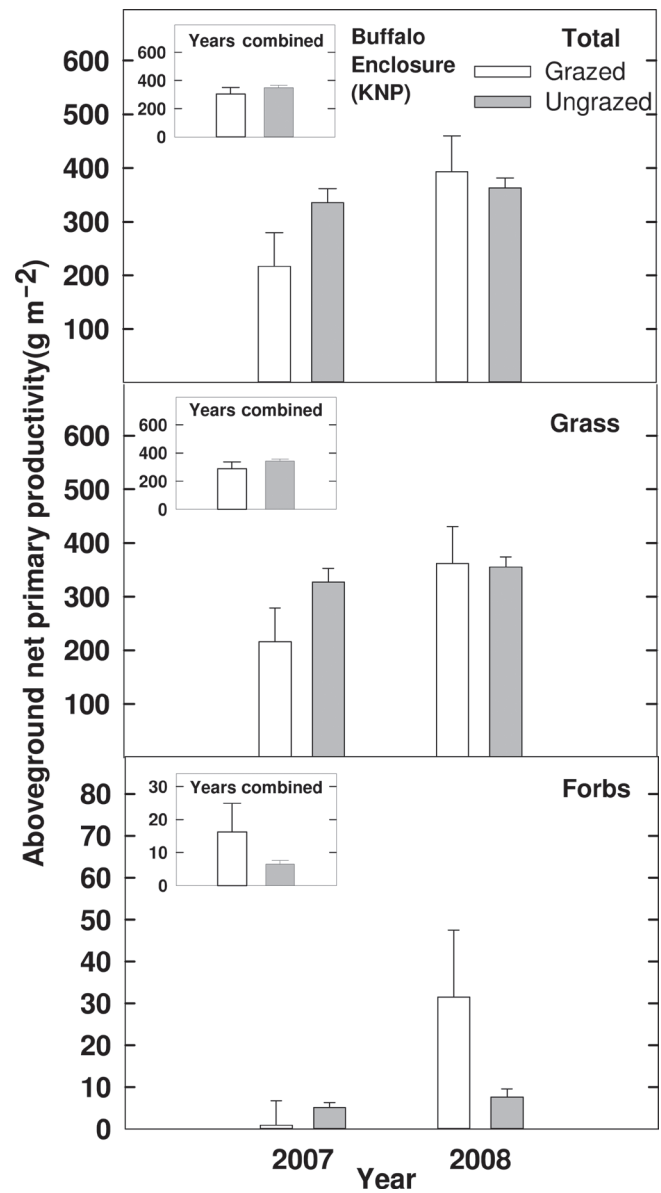 Aboveground net primary productivity(g m−2)
Years combined
600
400
200
0
Buffalo
Enclosure
(KNP)
Total
Grazed
Ungrazed
600
500
400
300
200
100
Years combined
600
400
200
0
Grass
600
500
400
300
200
100
Years combined
30
20
10
0
Forbs
80
70
60
50
40
30
20
10
0
2007 2008
Year